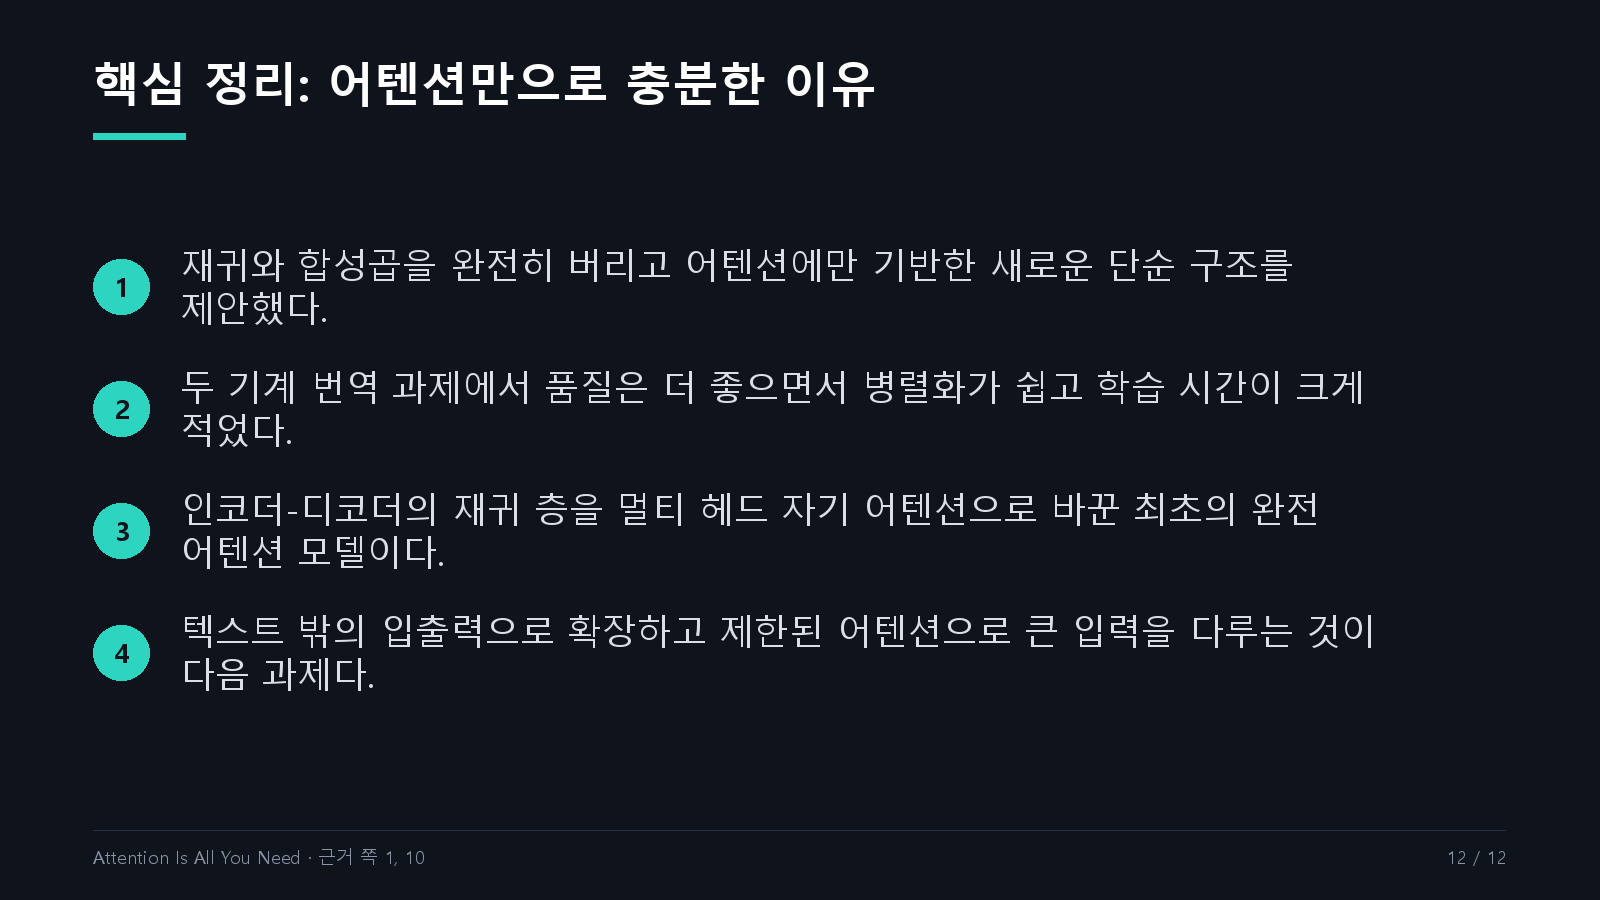 핵심 정리: 어텐션만으로 충분한 이유
1
재귀와 합성곱을 완전히 버리고 어텐션에만 기반한 새로운 단순 구조를
제안했다.
2
두 기계 번역 과제에서 품질은 더 좋으면서 병렬화가 쉽고 학습 시간이 크게
적었다.
3
인코더-디코더의 재귀 층을 멀티 헤드 자기 어텐션으로 바꾼 최초의 완전
어텐션 모델이다.
4
텍스트 밖의 입출력으로 확장하고 제한된 어텐션으로 큰 입력을 다루는 것이
다음 과제다.
Attention Is All You Need · 근거 쪽 1, 10
12 / 12